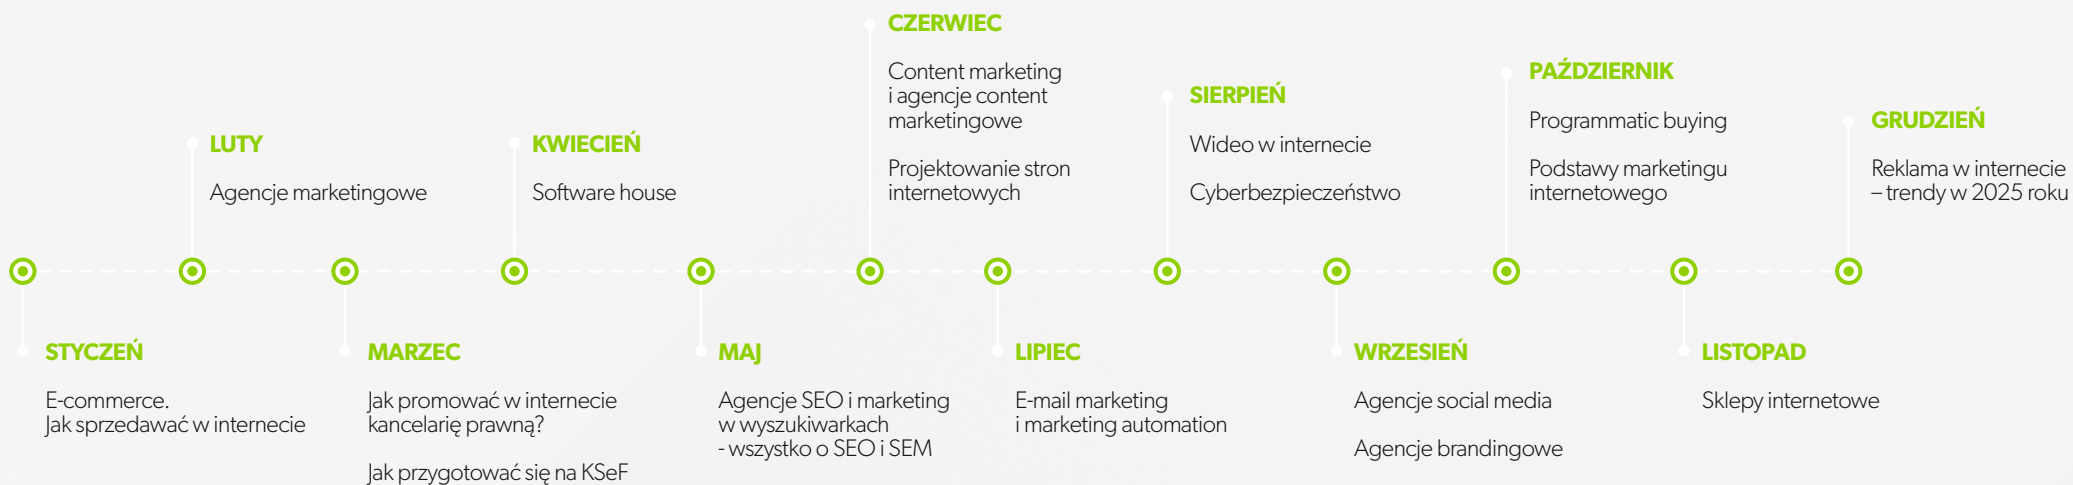 STYCZEŃ
E-commerce.
Jak sprzedawać w internecie
LUTY
Agencje marketingowe
MARZEC
Jak promować w internecie
kancelarię prawną?
Jak przygotować się na KSeF
KWIECIEŃ
Software house
MAJ
Agencje SEO i marketing
w wyszukiwarkach
- wszystko o SEO i SEM
CZERWIEC
Content marketing
i agencje content
marketingowe
Projektowanie stron
internetowych
LIPIEC
E-mail marketing
i marketing automation
SIERPIEŃ
Wideo w internecie
Cyberbezpieczeństwo
WRZESIEŃ
Agencje social media
Agencje brandingowe
PAŹDZIERNIK
Programmatic buying
Podstawy marketingu
internetowego
LISTOPAD
Sklepy internetowe
GRUDZIEŃ
Reklama w internecie
– trendy w 2025 roku